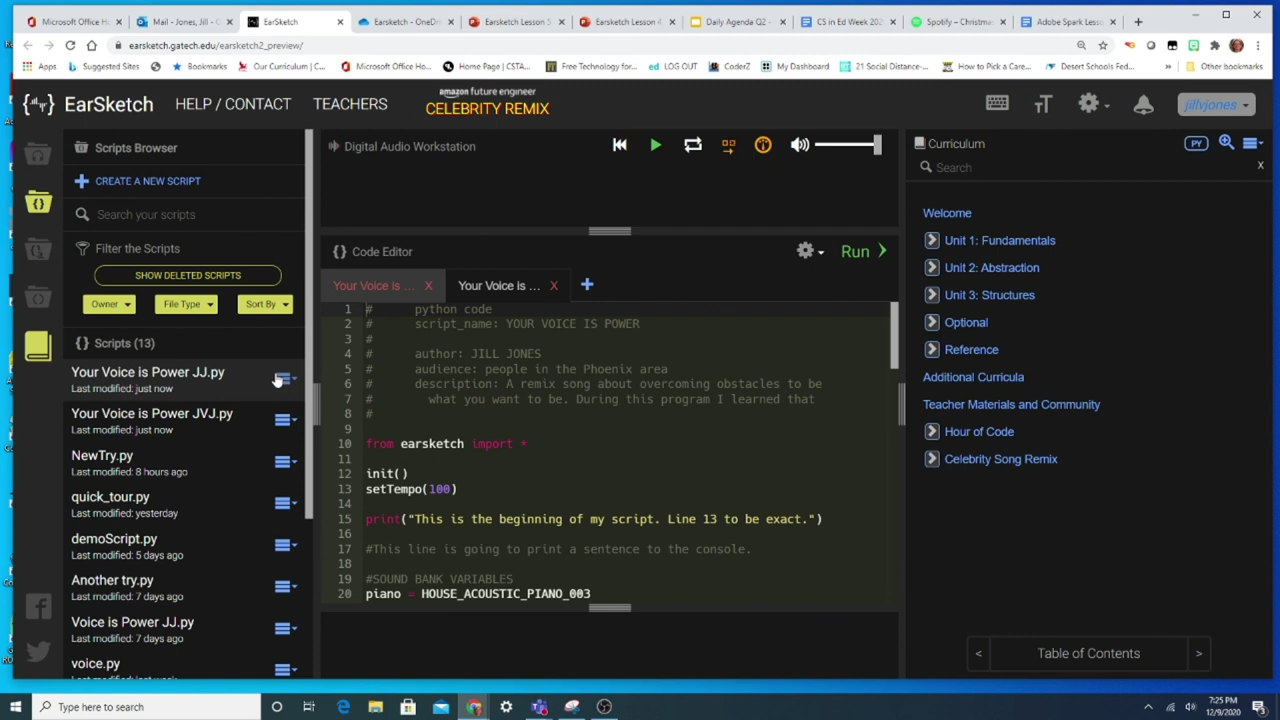 Microsoft Office Ho
Mail - Jones, Jill - O
EarSketch
Earsketch - OneDri
Earsketch Lesson 5
Earsketch Lesson 4
Daily Agenda Q2 -
CS in Ed Week 202
Spotify – Christmas
Adobe Spark Lesso
earsketch.gatech.edu/earsketch2_preview/
Apps
Suggested Sites
Bookmarks
Our Curriculum | C...
Microsoft Office Ho...
Home Page (CSTA...
Free Technology for...
ed LOG OUT
CoderZ
My Dashboard
21 Social Distance-...
How to Pick a Care...
Desert Schools Fed...
»
Other bookmarks
EarSketch
HELP / CONTACT
TEACHERS
amazon future engineer
CELEBRITY REMIX
jillvjones
Scripts Browser
CREATE A NEW SCRIPT
Search your scripts
Filter the Scripts
SHOW DELETED SCRIPTS
Owner
File Type
Sort By
{} Scripts (13)
Your Voice is Power JJ.py
Last modified: just now
Your Voice is Power JVJ.py
Last modified: just now
NewTry.py
Last modified: 8 hours ago
quick_tour.py
Last modified: yesterday
demoScript.py
Last modified: 5 days ago
Another try.py
Last modified: 7 days ago
Voice is Power JJ.py
Last modified: 7 days ago
voice.py
Last modified: last week
Digital Audio Workstation
{} Code Editor
Run
Your Voice is ... X
Your Voice is ... X
1 # python code
2 # script_name: YOUR VOICE IS POWER
3 #
4 # author: JILL JONES
5 # audience: people in the Phoenix area
6 # description: A remix song about overcoming obstacles to be
7 # what you want to be. During this program I learned that
8 #
9
10 from earsketch import *
11
12 init()
13 setTempo(100)
14
15 print("This is the beginning of my script. Line 13 to be exact.")
16
17 #This line is going to print a sentence to the console.
18
19 #SOUND BANK VARIABLES
20 piano = HOUSE_ACOUSTIC_PIANO_003
Curriculum
PY
Search
X
Welcome
Unit 1: Fundamentals
Unit 2: Abstraction
Unit 3: Structures
Optional
Reference
Additional Curricula
Teacher Materials and Community
Hour of Code
Celebrity Song Remix
< Table of Contents >
Type here to search
7:25 PM
12/9/2020